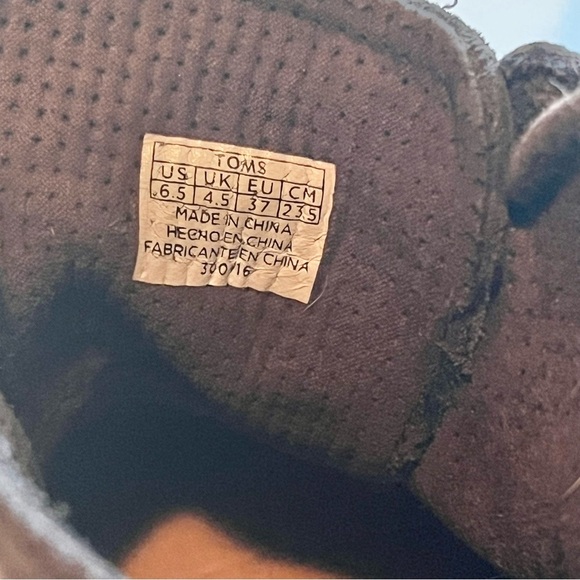 TOMS
US UK EU CM
6.5 4.5 37 23.5
MADE IN CHINA
HECHO EN CHINA
FABRICANTE EN CHINA
300/16